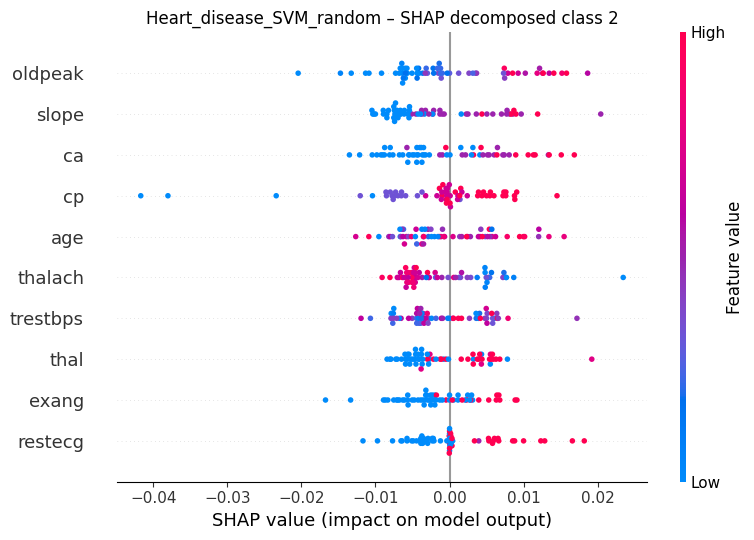 Heart_disease_SVM_random – SHAP decomposed class 2
High
oldpeak
slope
ca
cp
age
thalach
trestbps
thal
exang
restecg
Feature value
Low
−0.04 −0.03 −0.02 −0.01 0.00 0.01 0.02
SHAP value (impact on model output)